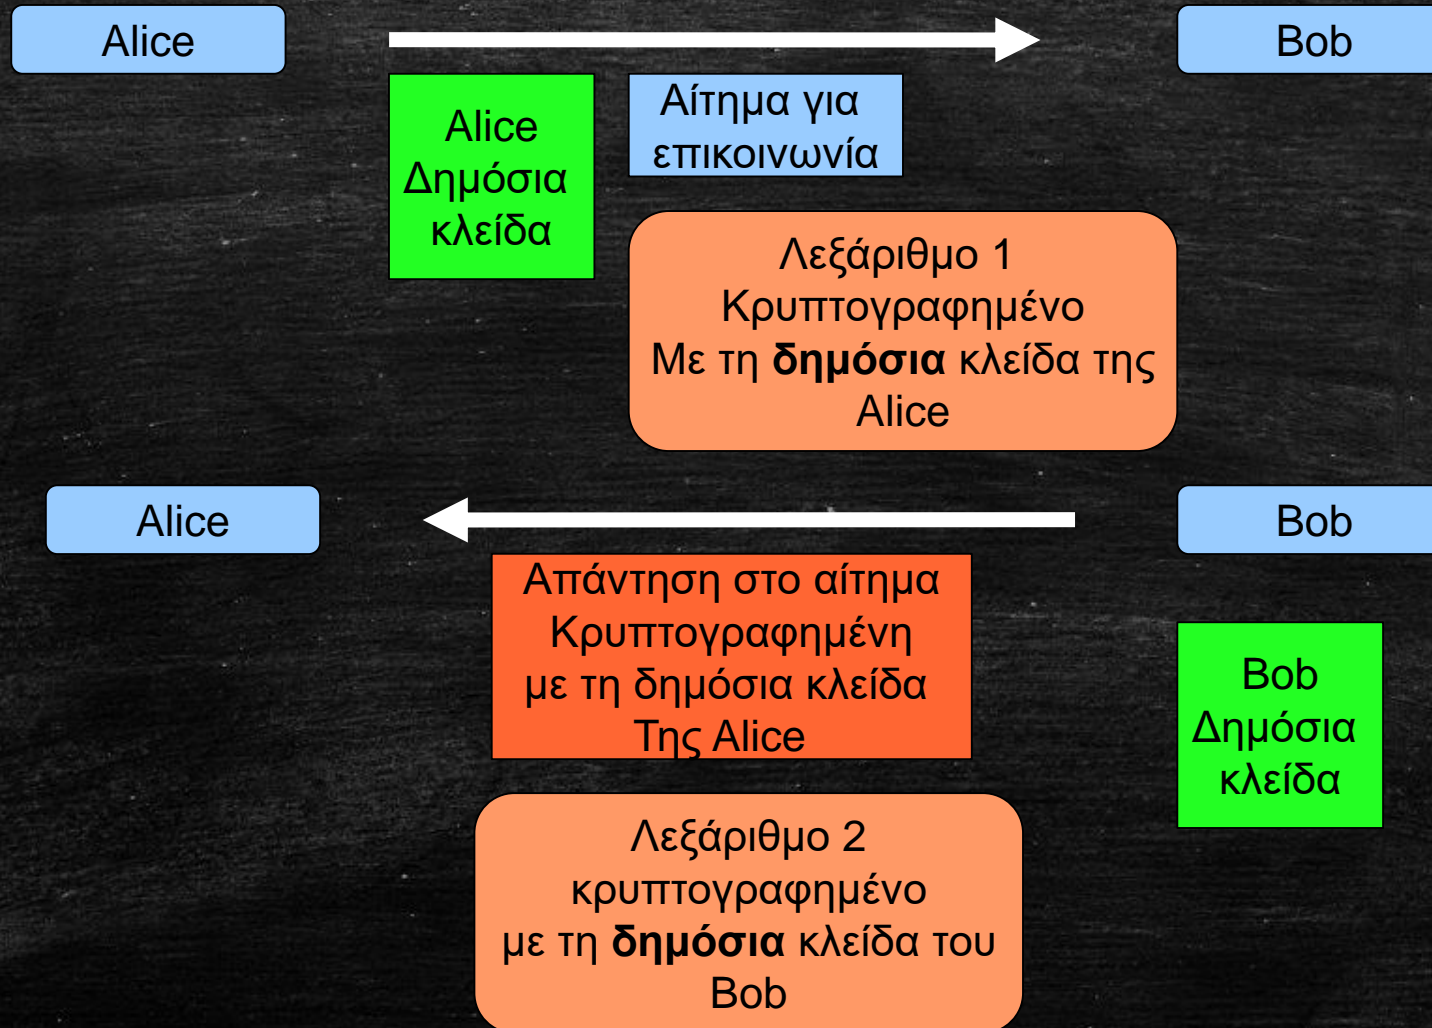 Alice
Bob
Alice
Δημόσια
κλείδα
Αίτημα για
επικοινωνία
Λεξάριθμο 1
Κρυπτογραφημένο
Με τη δημόσια κλείδα της
Alice
Alice
Bob
Απάντηση στο αίτημα
Κρυπτογραφημένη
με τη δημόσια κλείδα
Της Alice
Bob
Δημόσια
κλείδα
Λεξάριθμο 2
κρυπτογραφημένο
με τη δημόσια κλείδα του
Bob